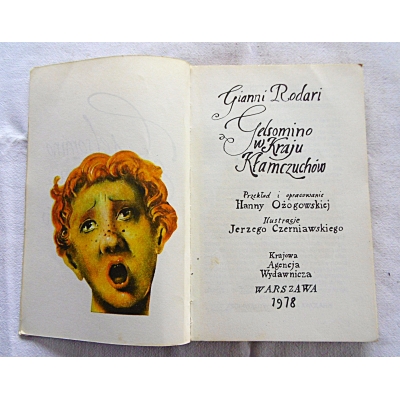 Gianni Rodari
Gelsomino
w Kraju
Kłamczuchów
Przekład i opracowanie
Hanny Ożogowskiej
Ilustracje
Jerzego Czerniawskiego
Krajowa
Agencja
Wydawnicza
WARSZAWA
1978